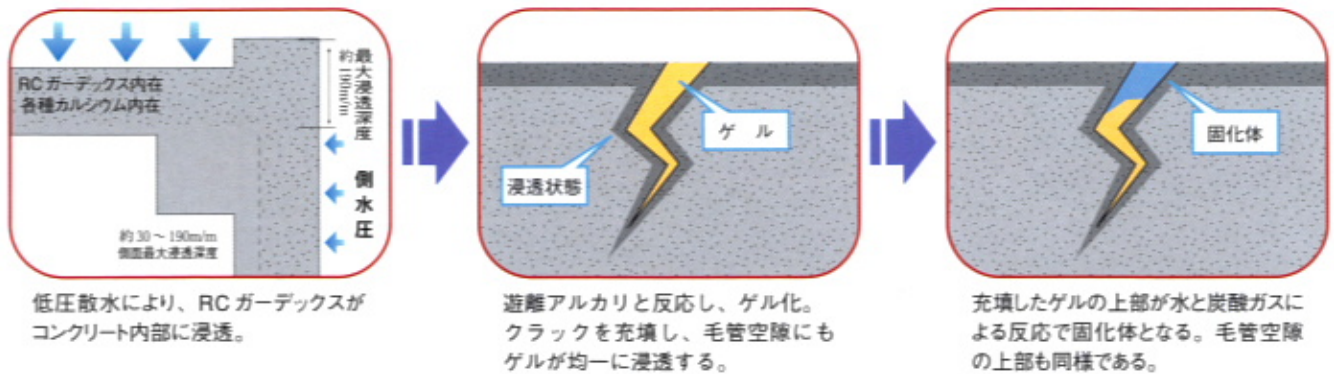 RCガーデックス内在
各種カルシウム内在
最大浸透深度
約190m/m
側水圧
約30～190m/m
側面最大浸透深度
低圧散水により、RCガーデックスが
コンクリート内部に浸透。
ゲル
浸透状態
遊離アルカリと反応し、ゲル化。
クラックを充填し、毛管空隙にも
ゲルが均一に浸透する。
固化体
充填したゲルの上部が水と炭酸ガスに
よる反応で固化体となる。毛管空隙
の上部も同様である。